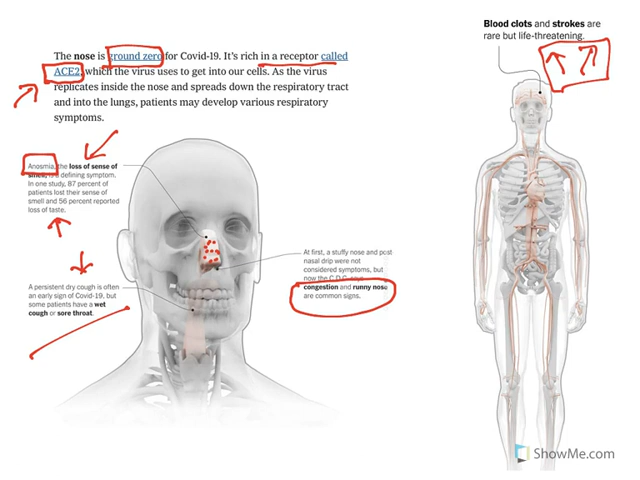 Blood clots and strokes are
rare but life-threatening.
The nose is ground zero for Covid-19. It's rich in a receptor called
ACE2, which the virus uses to get into our cells. As the virus
replicates inside the nose and spreads down the respiratory tract
and into the lungs, patients may develop various respiratory
symptoms.
Anosmia, the loss of sense of
smell, is a defining symptom.
In one study, 87 percent of
patients lost their sense of
smell and 56 percent reported
loss of taste.
At first, a stuffy nose and post
nasal drip were not
considered symptoms, but
now the C.D.C. says
congestion and runny nose
are common signs.
A persistent dry cough is often
an early sign of Covid-19, but
some patients have a wet
cough or sore throat.
ShowMe.com